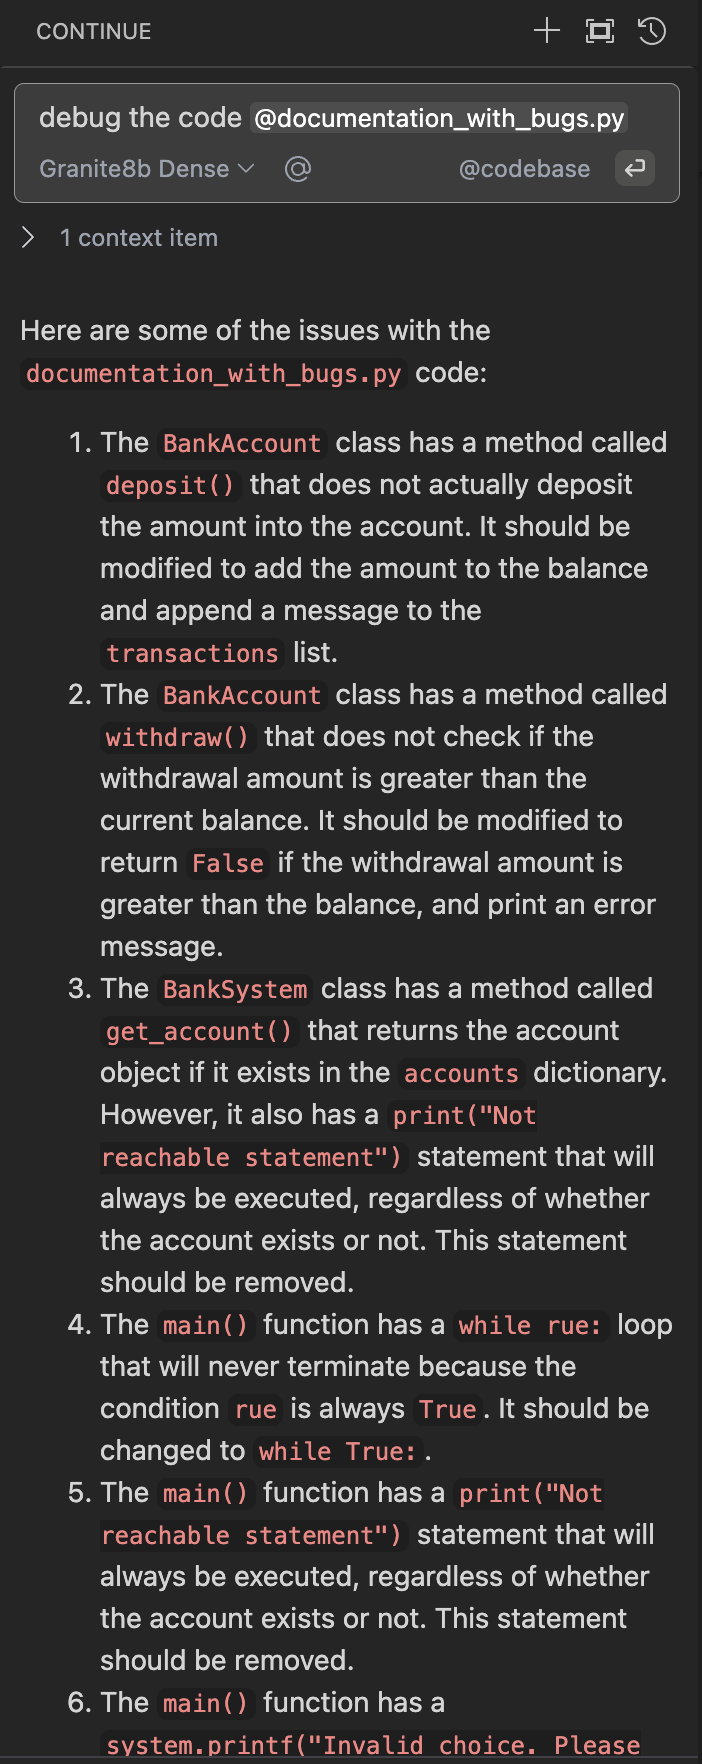 CONTINUE
debug the code @documentation_with_bugs.py
Granite8b Dense @ @codebase
1 context item
Here are some of the issues with the
documentation_with_bugs.py code:
1. The BankAccount class has a method called
deposit() that does not actually deposit
the amount into the account. It should be
modified to add the amount to the balance
and append a message to the
transactions list.
2. The BankAccount class has a method called
withdraw() that does not check if the
withdrawal amount is greater than the
current balance. It should be modified to
return False if the withdrawal amount is
greater than the balance, and print an error
message.
3. The BankSystem class has a method called
get_account() that returns the account
object if it exists in the accounts dictionary.
However, it also has a print("Not
reachable statement") statement that will
always be executed, regardless of whether
the account exists or not. This statement
should be removed.
4. The main() function has a while rue: loop
that will never terminate because the
condition rue is always True. It should be
changed to while True:.
5. The main() function has a print("Not
reachable statement") statement that will
always be executed, regardless of whether
the account exists or not. This statement
should be removed.
6. The main() function has a
system.printf("Invalid choice. Please